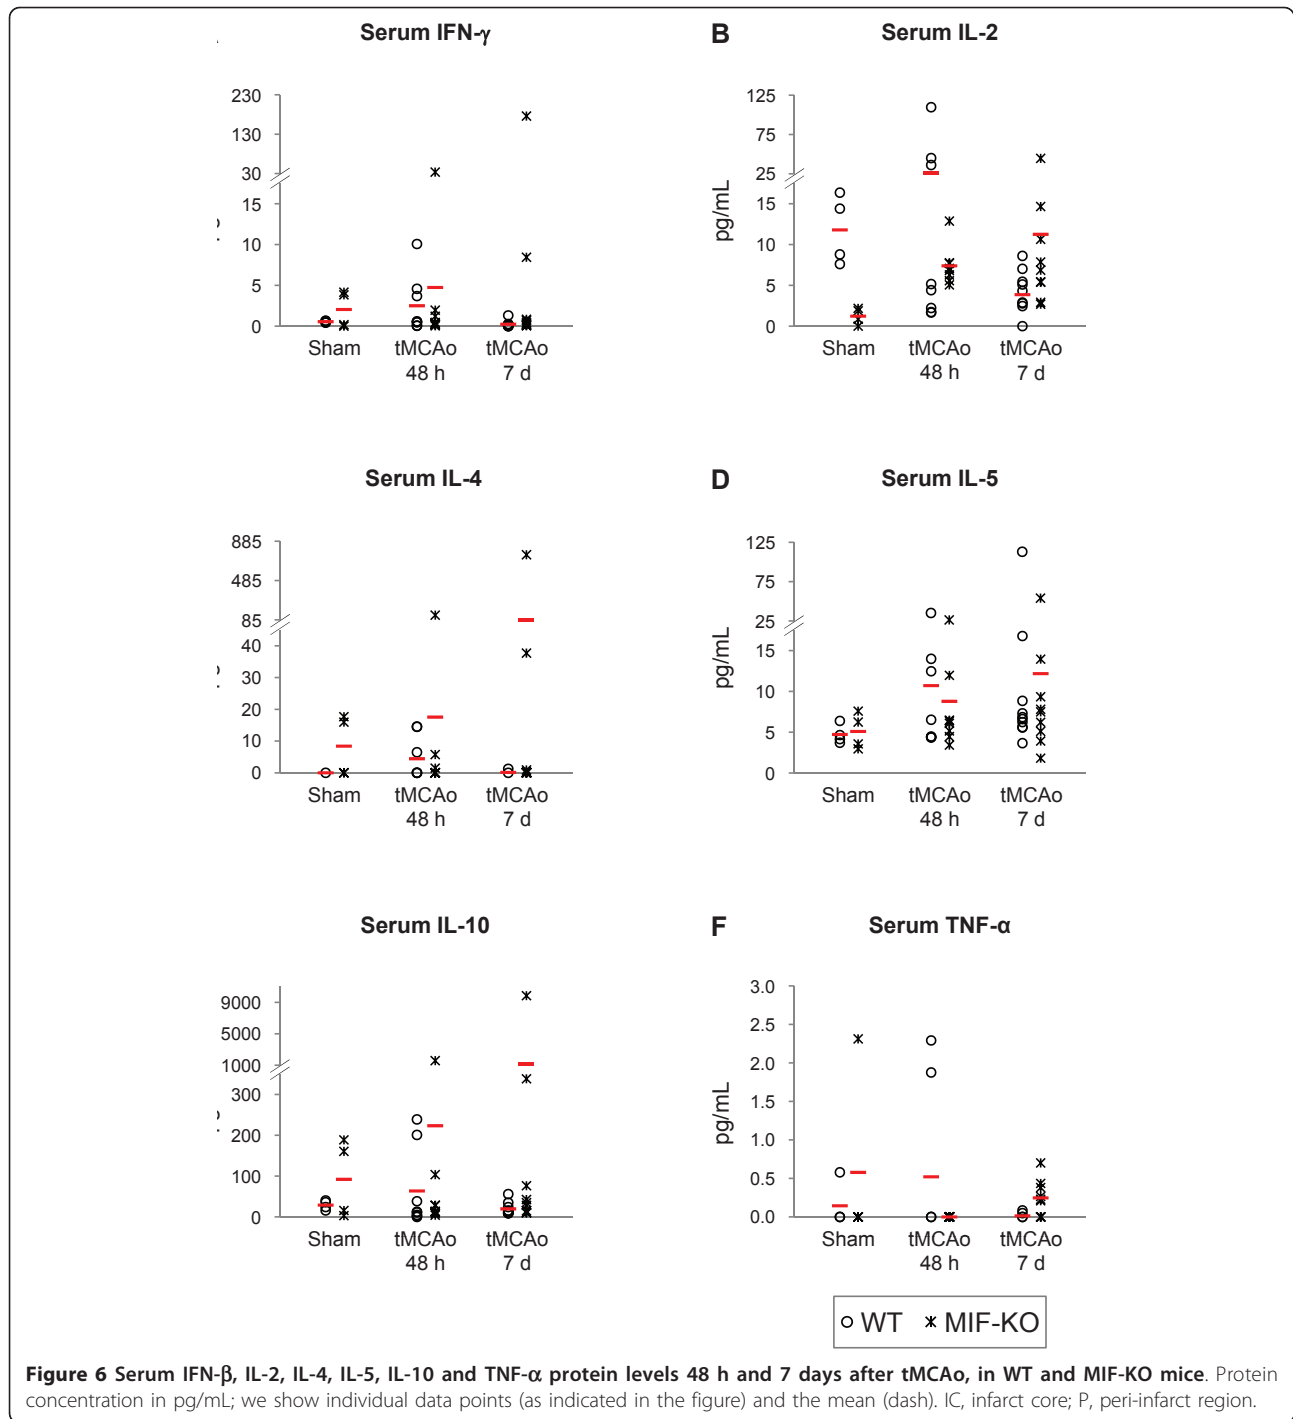 Serum IFN-γ
B Serum IL-2
230
130
30
15
10
5
0
Sham tMCAo tMCAo
48 h 7 d
125
75
25
15
10
5
0
pg/mL
Sham tMCAo tMCAo
48 h 7 d
Serum IL-4
D Serum IL-5
885
485
85
40
30
20
10
0
Sham tMCAo tMCAo
48 h 7 d
125
75
25
15
10
5
0
pg/mL
Sham tMCAo tMCAo
48 h 7 d
Serum IL-10
F Serum TNF-α
9000
5000
1000
300
200
100
0
Sham tMCAo tMCAo
48 h 7 d
3.0
2.5
2.0
1.5
1.0
0.5
0.0
pg/mL
Sham tMCAo tMCAo
48 h 7 d
WT MIF-KO
Figure 6 Serum IFN-β, IL-2, IL-4, IL-5, IL-10 and TNF-α protein levels 48 h and 7 days after tMCAo, in WT and MIF-KO mice. Protein
concentration in pg/mL; we show individual data points (as indicated in the figure) and the mean (dash). IC, infarct core; P, peri-infarct region.